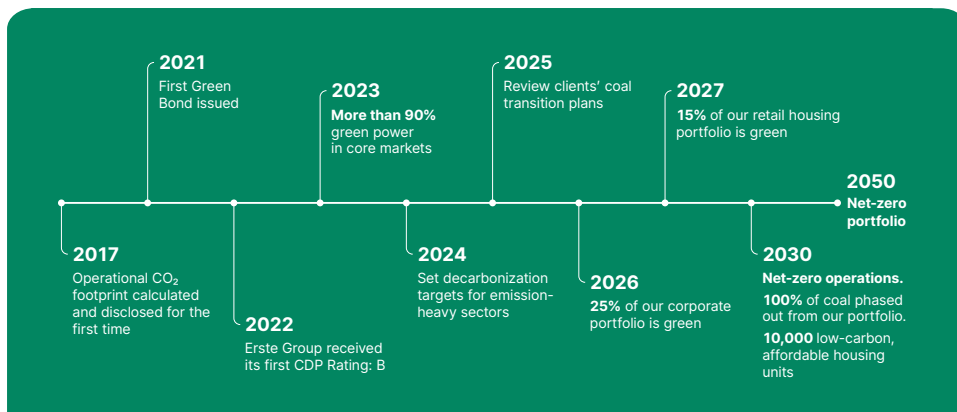 2021
First Green
Bond issued
2023
More than 90%
green power
in core markets
2025
Review clients’ coal
transition plans
2027
15% of our retail housing
portfolio is green
2050
Net-zero
portfolio
2017
Operational CO₂
footprint calculated
and disclosed for the
first time
2022
Erste Group received
its first CDP Rating: B
2024
Set decarbonization
targets for emission-
heavy sectors
2026
25% of our corporate
portfolio is green
2030
Net-zero operations.
100% of coal phased
out from our portfolio.
10,000 low-carbon,
affordable housing
units